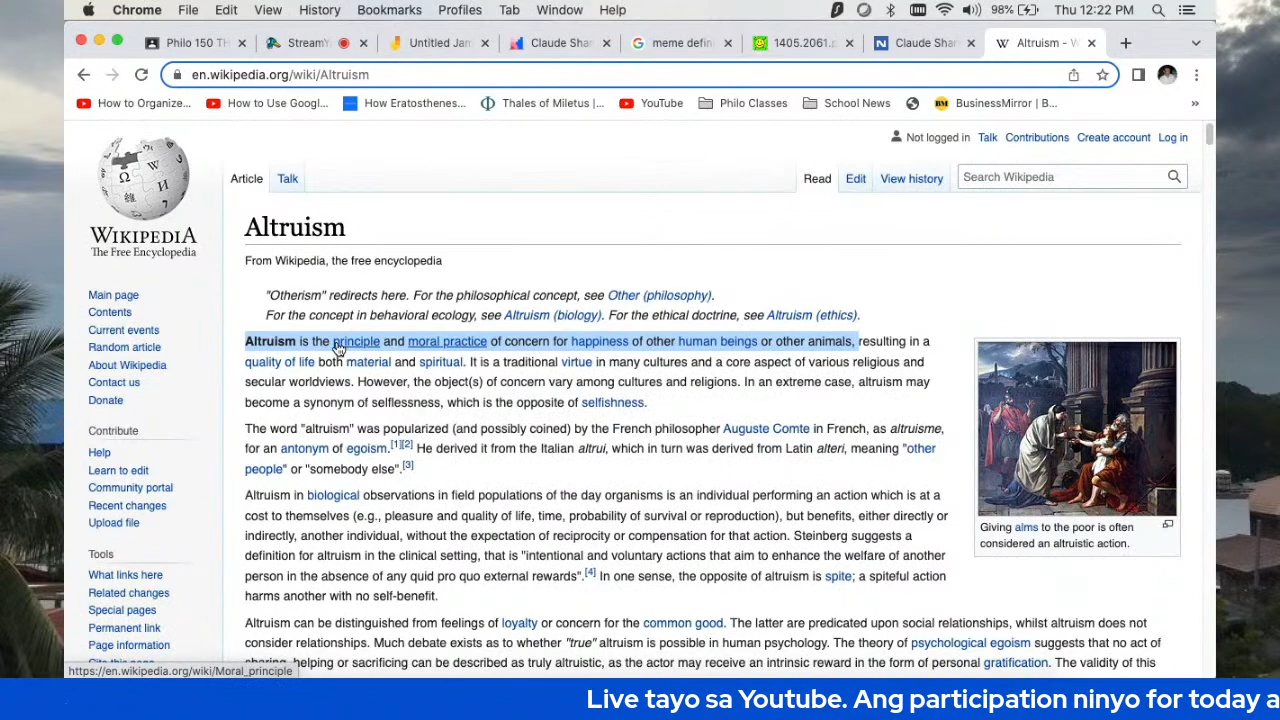 Chrome File Edit View History Bookmarks Profiles Tab Window Help 98% Thu 12:22 PM
Philo 150 TH StreamY Untitled Jam Claude Shan meme defin 1405.2061.p Claude Shan Altruism - W
en.wikipedia.org/wiki/Altruism
How to Organize... How to Use Googl... How Eratosthenes... Thales of Miletus |... YouTube Philo Classes School News BusinessMirror | B... »
Not logged in Talk Contributions Create account Log in
Article Talk Read Edit View history Search Wikipedia
WIKIPEDIA
The Free Encyclopedia
Main page
Contents
Current events
Random article
About Wikipedia
Contact us
Donate
Contribute
Help
Learn to edit
Community portal
Recent changes
Upload file
Tools
What links here
Related changes
Special pages
Permanent link
Page information
Cite this page
Altruism
From Wikipedia, the free encyclopedia
"Otherism" redirects here. For the philosophical concept, see Other (philosophy).
For the concept in behavioral ecology, see Altruism (biology). For the ethical doctrine, see Altruism (ethics).
Altruism is the principle and moral practice of concern for happiness of other human beings or other animals, resulting in a
quality of life both material and spiritual. It is a traditional virtue in many cultures and a core aspect of various religious and
secular worldviews. However, the object(s) of concern vary among cultures and religions. In an extreme case, altruism may
become a synonym of selflessness, which is the opposite of selfishness.
The word "altruism" was popularized (and possibly coined) by the French philosopher Auguste Comte in French, as altruisme,
for an antonym of egoism.[1][2] He derived it from the Italian altrui, which in turn was derived from Latin alteri, meaning "other
people" or "somebody else".[3]
Altruism in biological observations in field populations of the day organisms is an individual performing an action which is at a
cost to themselves (e.g., pleasure and quality of life, time, probability of survival or reproduction), but benefits, either directly or
indirectly, another individual, without the expectation of reciprocity or compensation for that action. Steinberg suggests a
definition for altruism in the clinical setting, that is "intentional and voluntary actions that aim to enhance the welfare of another
person in the absence of any quid pro quo external rewards".[4] In one sense, the opposite of altruism is spite; a spiteful action
harms another with no self-benefit.
Altruism can be distinguished from feelings of loyalty or concern for the common good. The latter are predicated upon social relationships, whilst altruism does not
consider relationships. Much debate exists as to whether "true" altruism is possible in human psychology. The theory of psychological egoism suggests that no act of
sharing, helping or sacrificing can be described as truly altruistic, as the actor may receive an intrinsic reward in the form of personal gratification. The validity of this
Giving alms to the poor is often
considered an altruistic action.
https://en.wikipedia.org/wiki/Moral_principle
Live tayo sa Youtube. Ang participation ninyo for today a